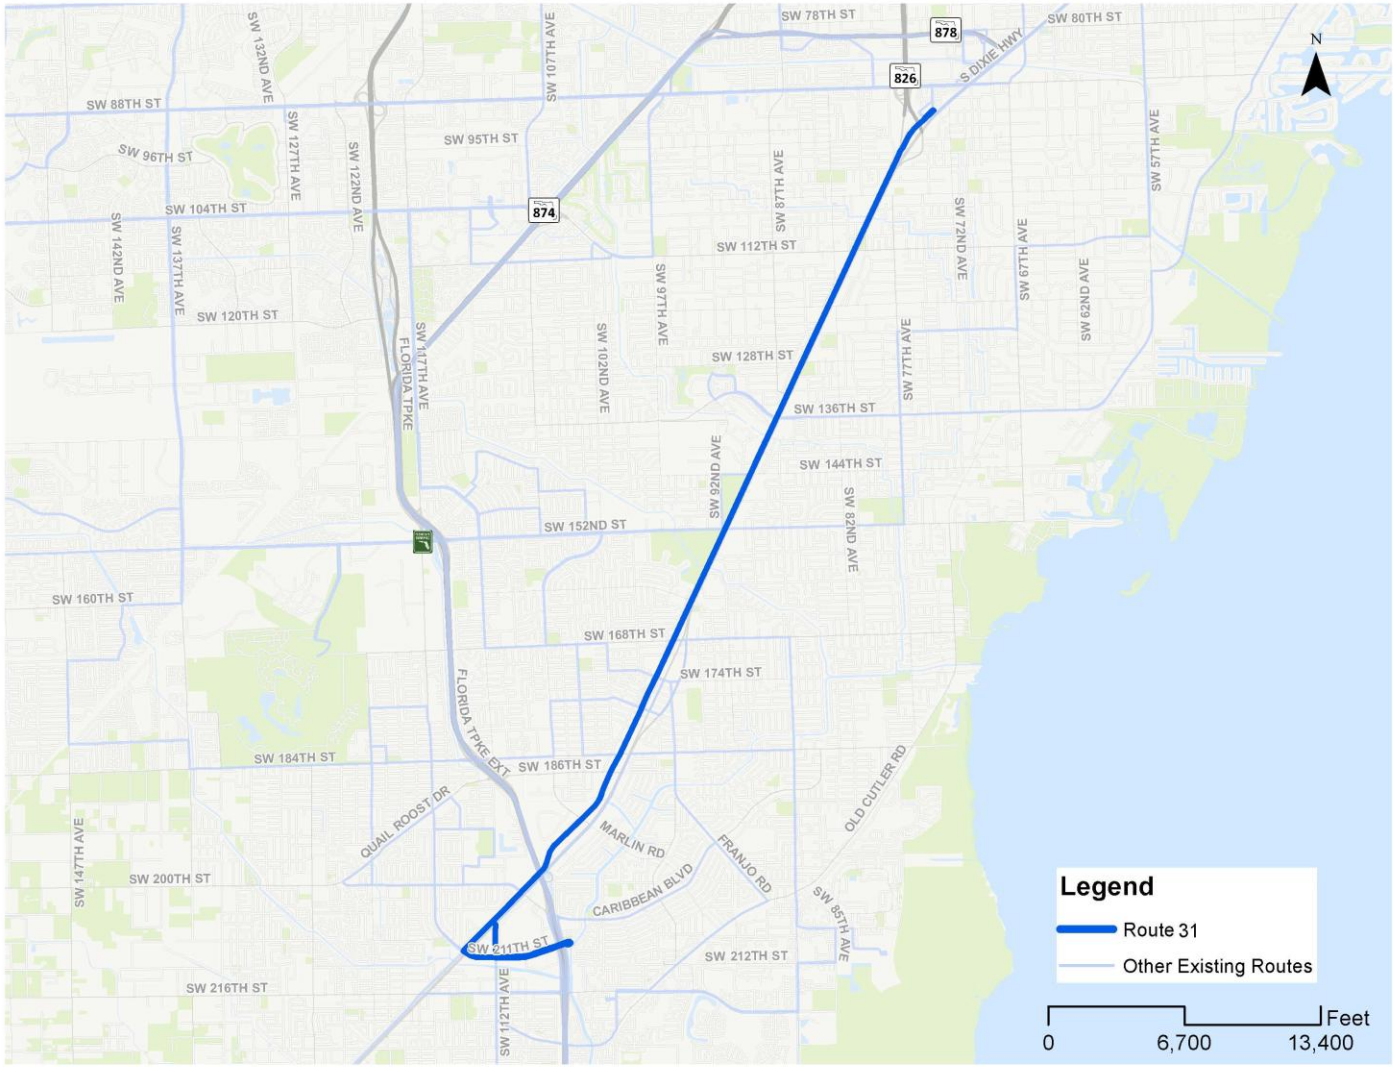 SW 78TH ST
SW 80TH ST
878
SW 132ND AVE
SW 107TH AVE
S DIXIE HWY
N
826
SW 88TH ST
SW 127TH AVE
SW 122ND AVE
SW 95TH ST
SW 96TH ST
SW 57TH AVE
SW 87TH AVE
SW 104TH ST
874
SW 142ND AVE
SW 137TH AVE
SW 112TH ST
SW 72ND AVE
SW 67TH AVE
SW 62ND AVE
SW 97TH AVE
SW 120TH ST
FLORIDA TPKE
SW 117TH AVE
SW 102ND AVE
SW 128TH ST
SW 77TH AVE
SW 136TH ST
SW 92ND AVE
SW 144TH ST
SW 82ND AVE
SW 152ND ST
SW 160TH ST
SW 168TH ST
SW 174TH ST
FLORIDA TPKE EXT
SW 184TH ST
SW 186TH ST
OLD CUTLER RD
QUAIL ROOST DR
MARLIN RD
FRANJO RD
SW 147TH AVE
SW 200TH ST
CARIBBEAN BLVD
SW 85TH AVE
SW 211TH ST
SW 212TH ST
SW 216TH ST
SW 112TH AVE
Legend
Route 31
Other Existing Routes
Feet
0 6,700 13,400